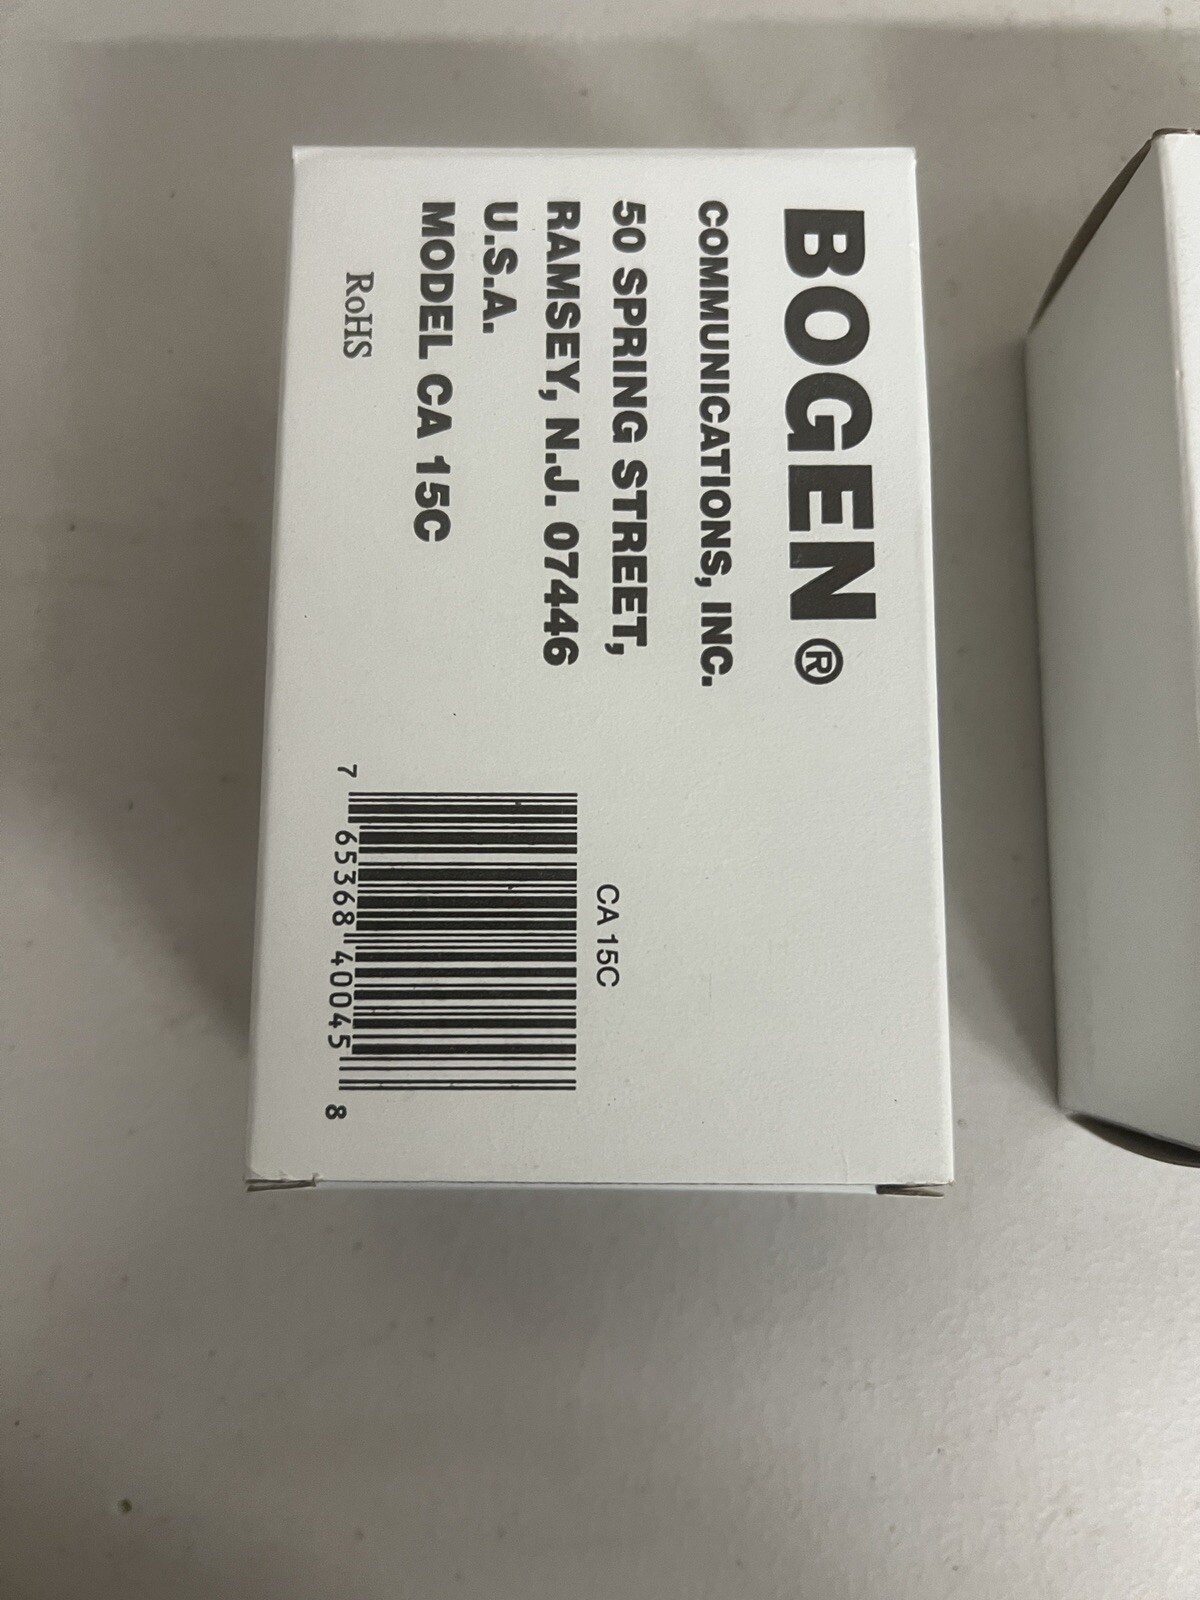 BOGEN®
COMMUNICATIONS, INC.
50 SPRING STREET,
RAMSEY, N.J. 07446
U.S.A.
MODEL CA 15C
RoHS
CA 15C
7 65368 40045 8